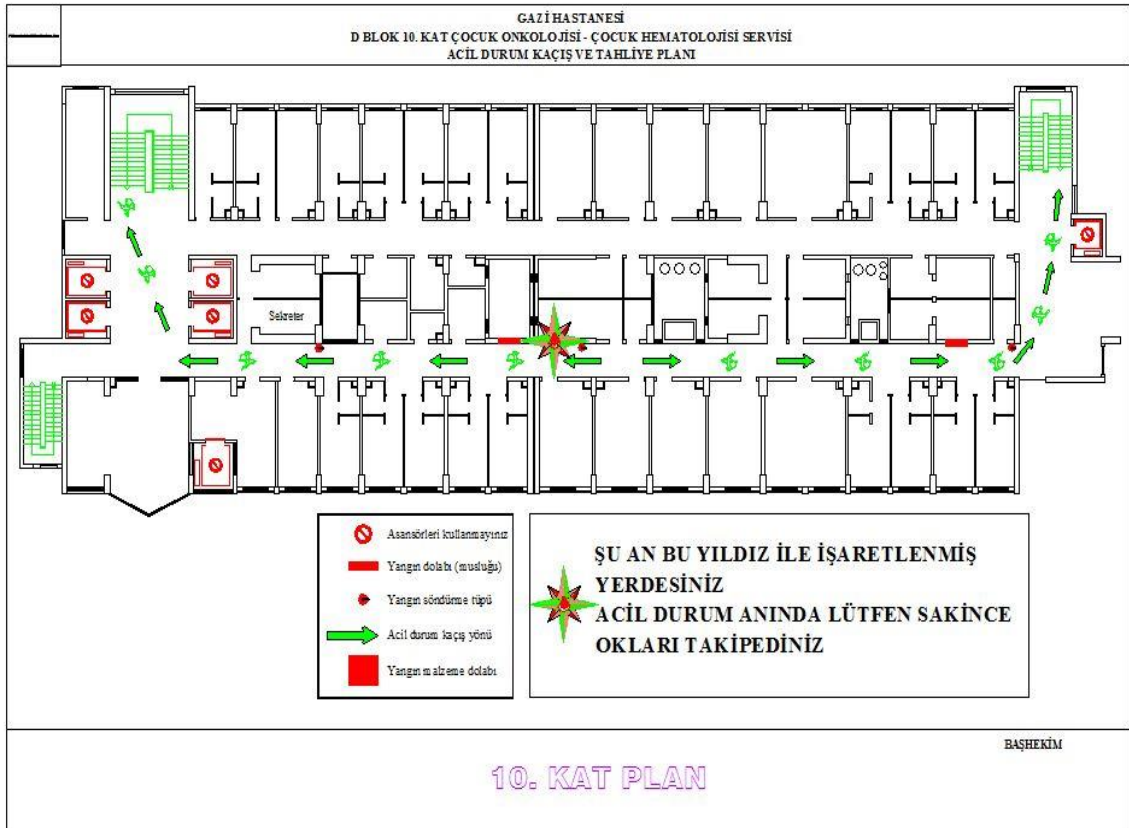 GAZİ HASTANESİ
D BLOK 10. KAT ÇOCUK ONKOLOJİSİ - ÇOCUK HEMATOLOJİSİ SERVİSİ
ACİL DURUM KAÇIŞ VE TAHLİYE PLANI
Sekreter
Asansörleri kullanmayınız
Yangın dolabı (musluğu)
Yangın söndürme tüpü
Acil durum kaçış yönü
Yangın malzeme dolabı
ŞU AN BU YILDIZ İLE İŞARETLENMİŞ
YERDESİNİZ
ACİL DURUM ANINDA LÜTFEN SAKİNCE
OKLARI TAKİPEDİNİZ
BAŞHEKİM
10. KAT PLAN